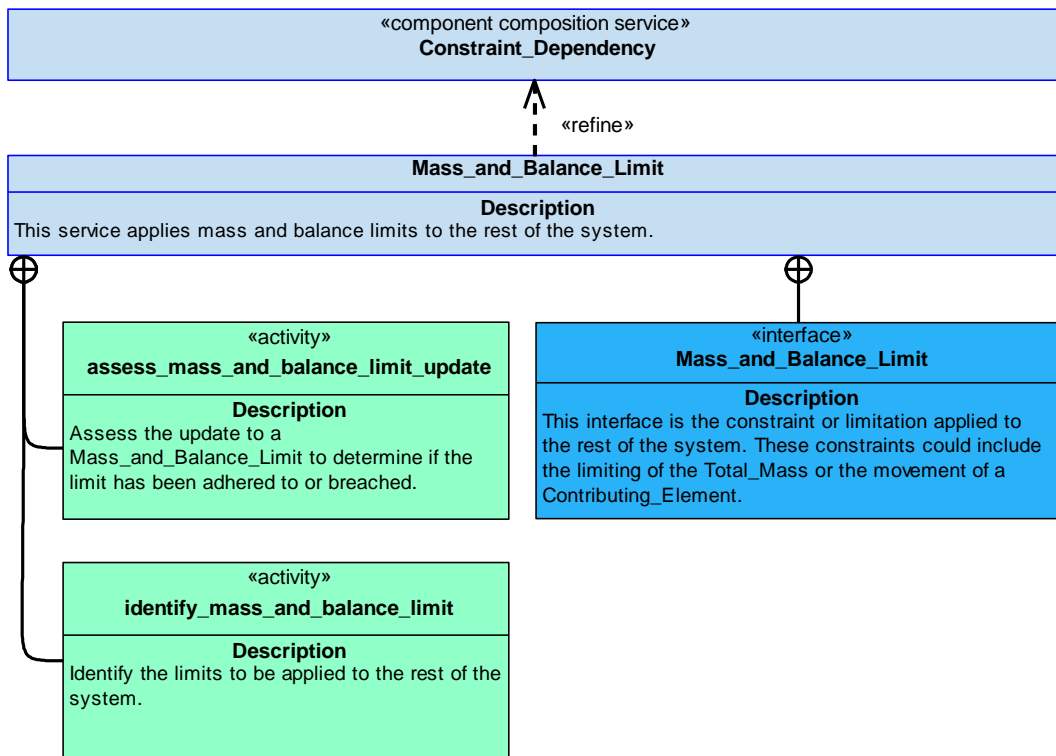 «component composition service»
Constraint_Dependency
«refine»
Mass_and_Balance_Limit
Description
This service applies mass and balance limits to the rest of the system.
«activity»
assess_mass_and_balance_limit_update
Description
Assess the update to a
Mass_and_Balance_Limit to determine if the
limit has been adhered to or breached.
«interface»
Mass_and_Balance_Limit
Description
This interface is the constraint or limitation applied to
the rest of the system. These constraints could include
the limiting of the Total_Mass or the movement of a
Contributing_Element.
«activity»
identify_mass_and_balance_limit
Description
Identify the limits to be applied to the rest of the
system.